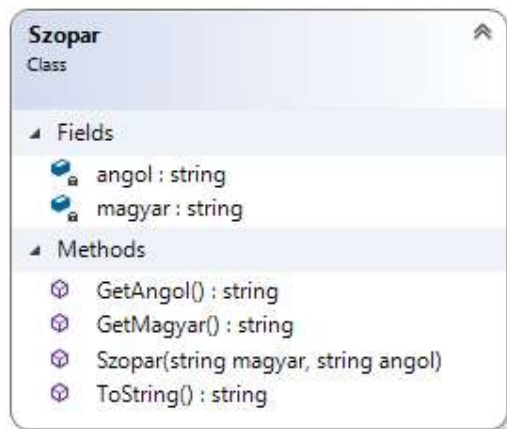 Szopar
Class
Fields
angol : string
magyar : string
Methods
GetAngol() : string
GetMagyar() : string
Szopar(string magyar, string angol)
ToString() : string